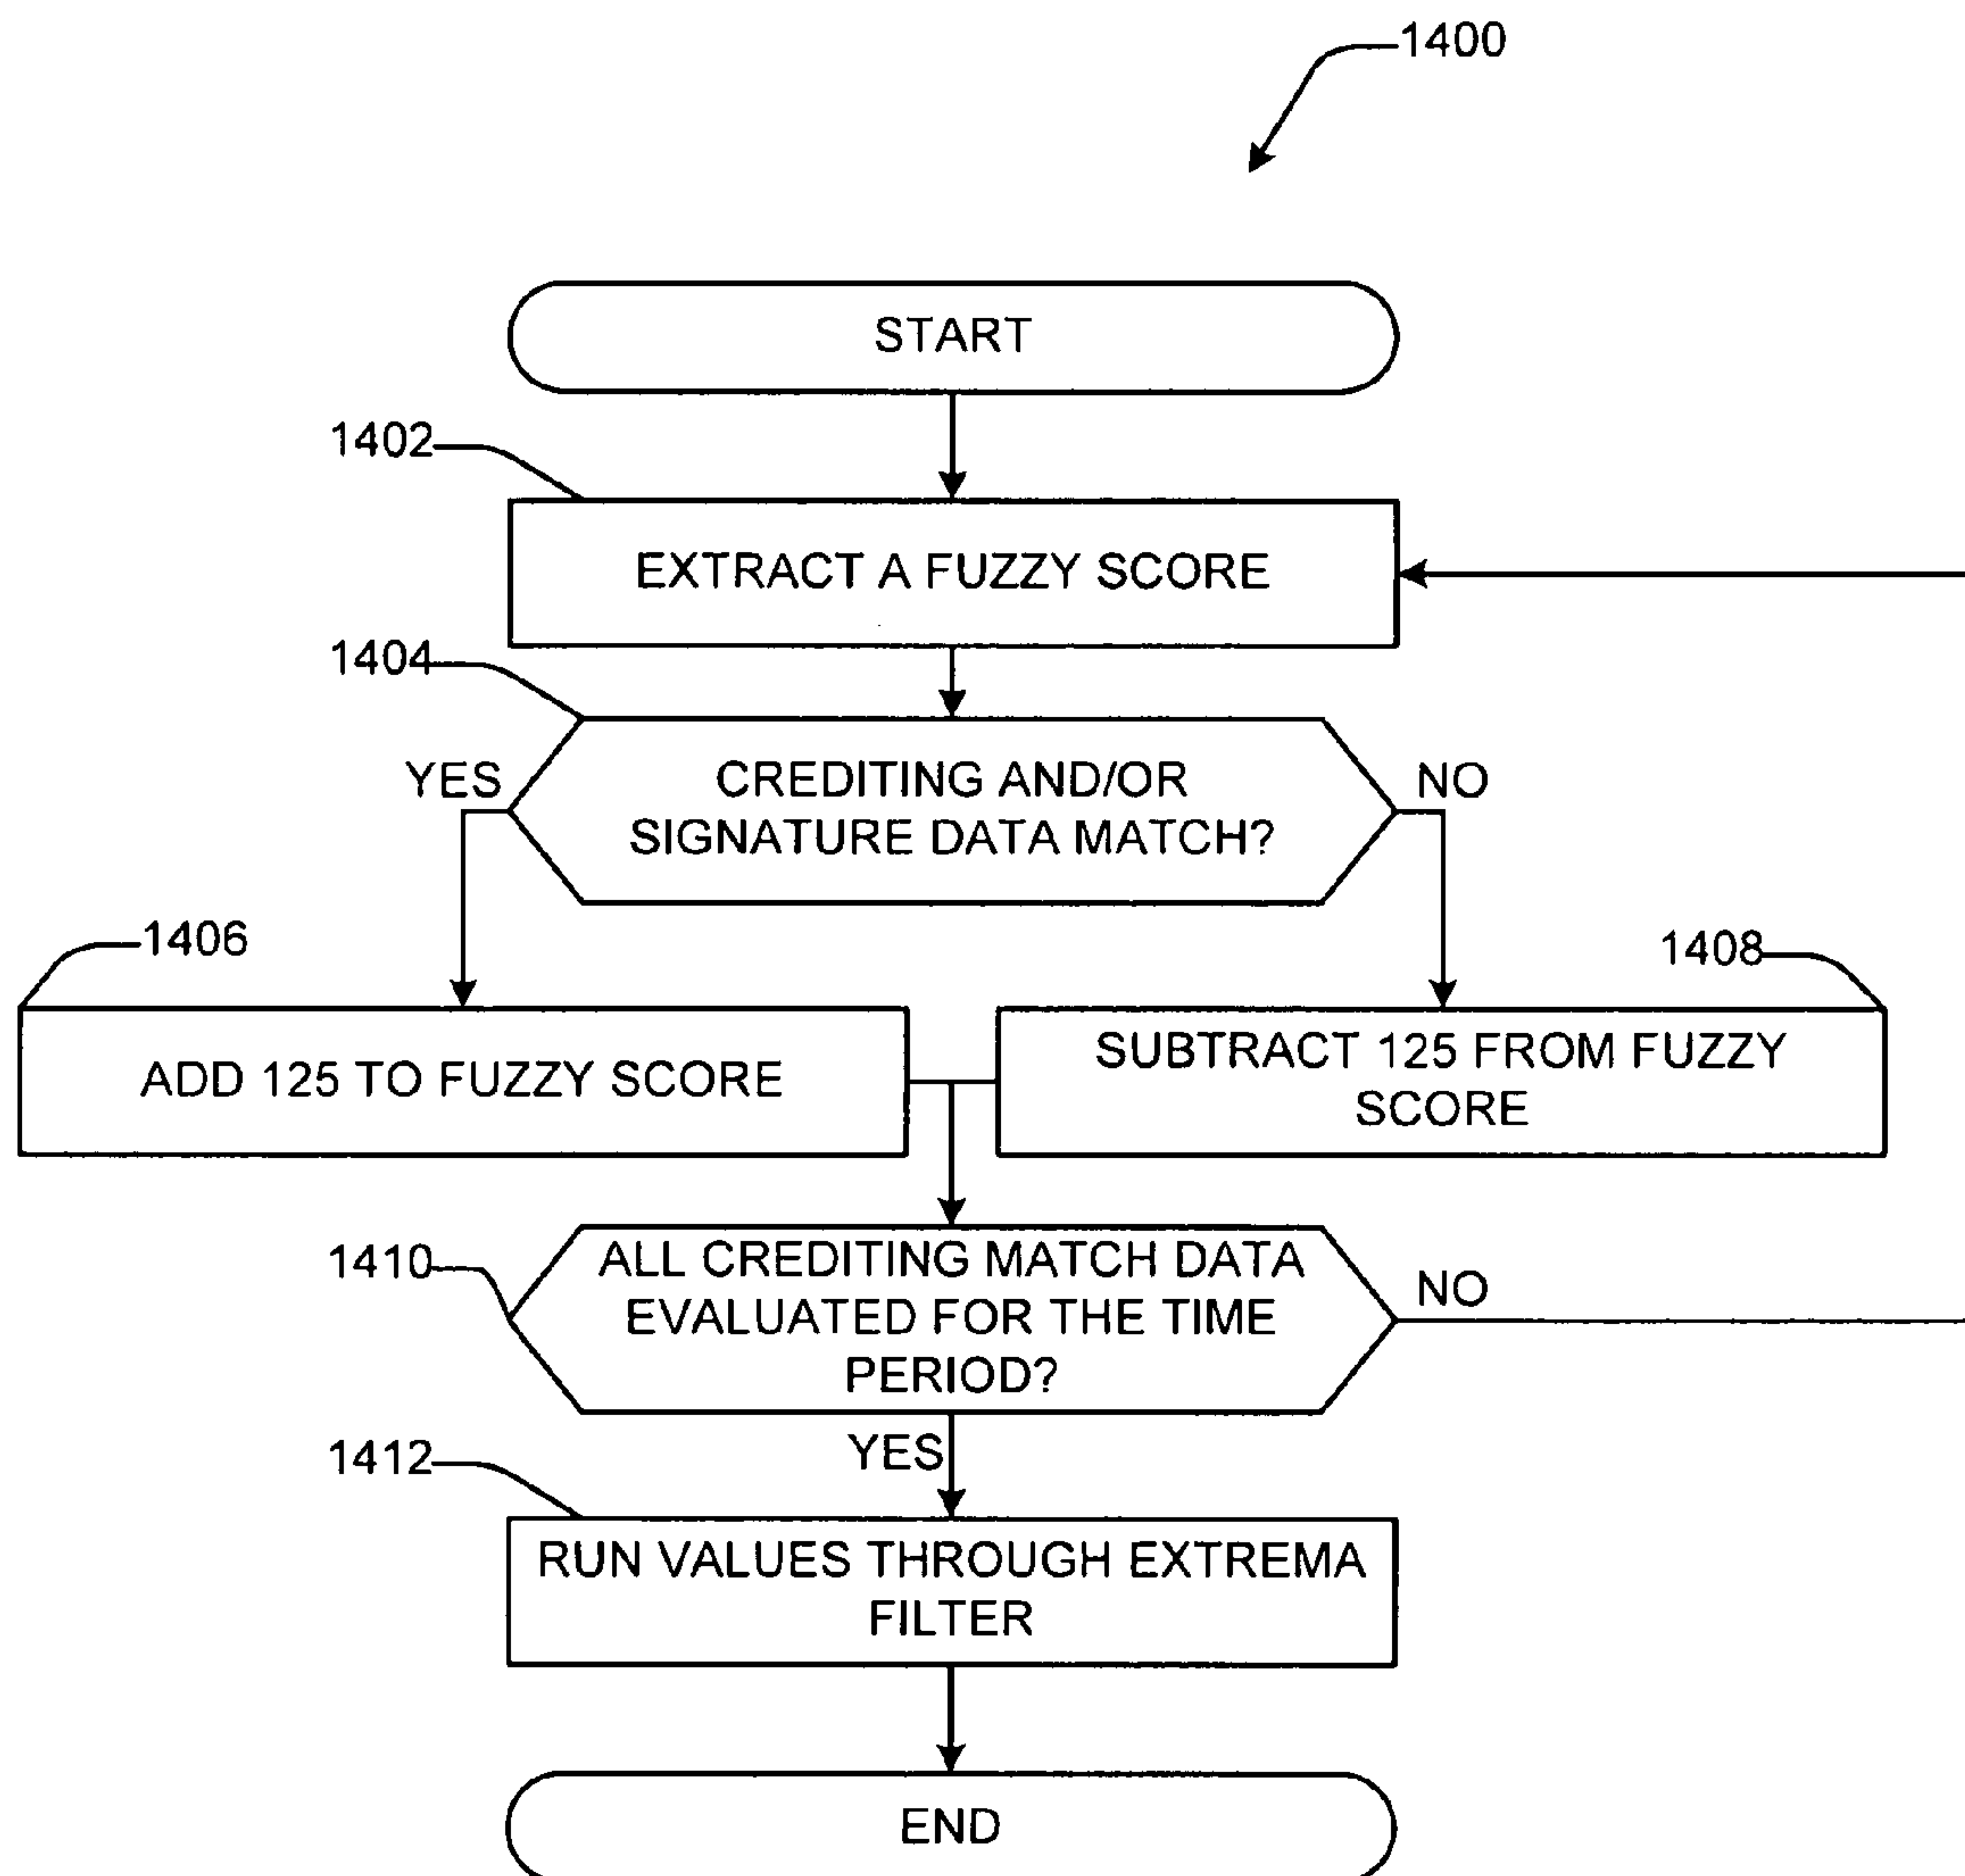 1400
START
1402
EXTRACT A FUZZY SCORE
1404
YES
CREDITING AND/OR
SIGNATURE DATA MATCH?
NO
1406
1408
ADD 125 TO FUZZY SCORE
SUBTRACT 125 FROM FUZZY
SCORE
1410
ALL CREDITING MATCH DATA
EVALUATED FOR THE TIME
PERIOD?
NO
YES
1412
RUN VALUES THROUGH EXTREMA
FILTER
END